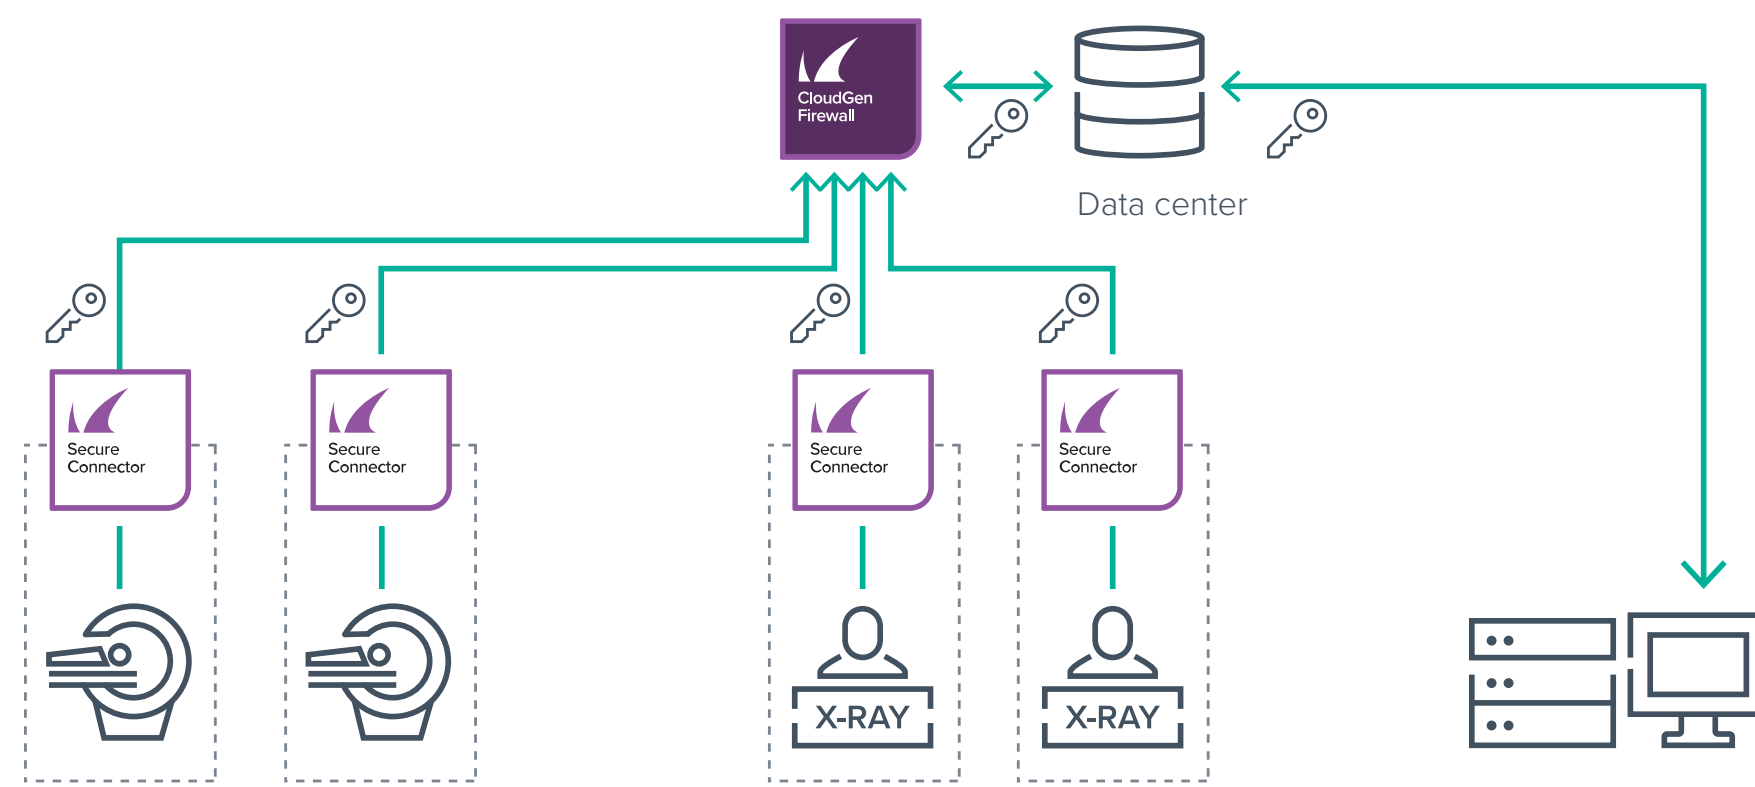 CloudGen
Firewall
Data center
Secure
Connector
Secure
Connector
Secure
Connector
Secure
Connector
X-RAY
X-RAY